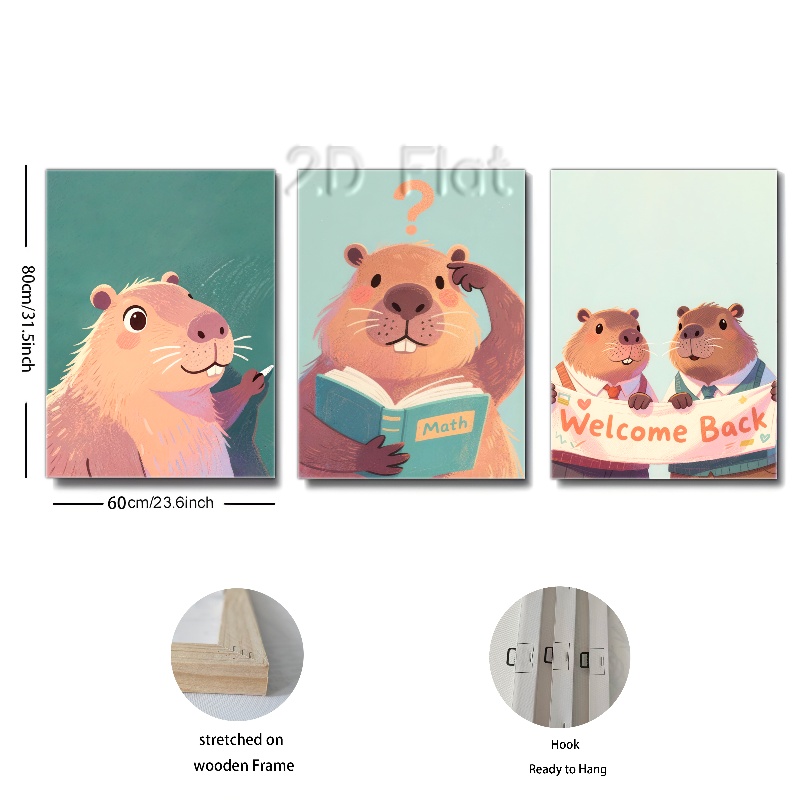 2D Flat
?
80cm/31.5inch
Math
Welcome Back
60cm/23.6inch
stretched on
wooden Frame
Hook
Ready to Hang